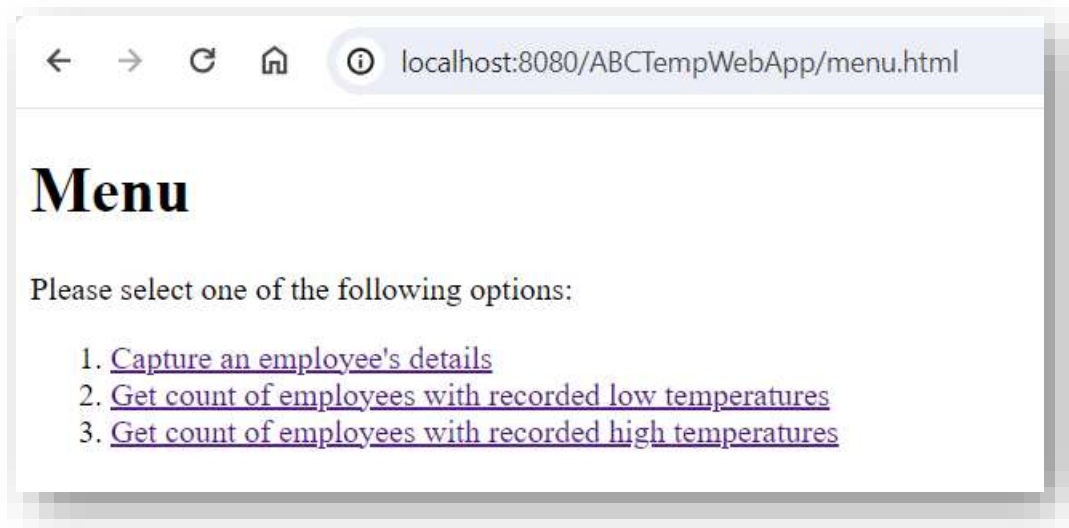 localhost:8080/ABCTempWebApp/menu.html
Menu
Please select one of the following options:
1. Capture an employee's details
2. Get count of employees with recorded low temperatures
3. Get count of employees with recorded high temperatures